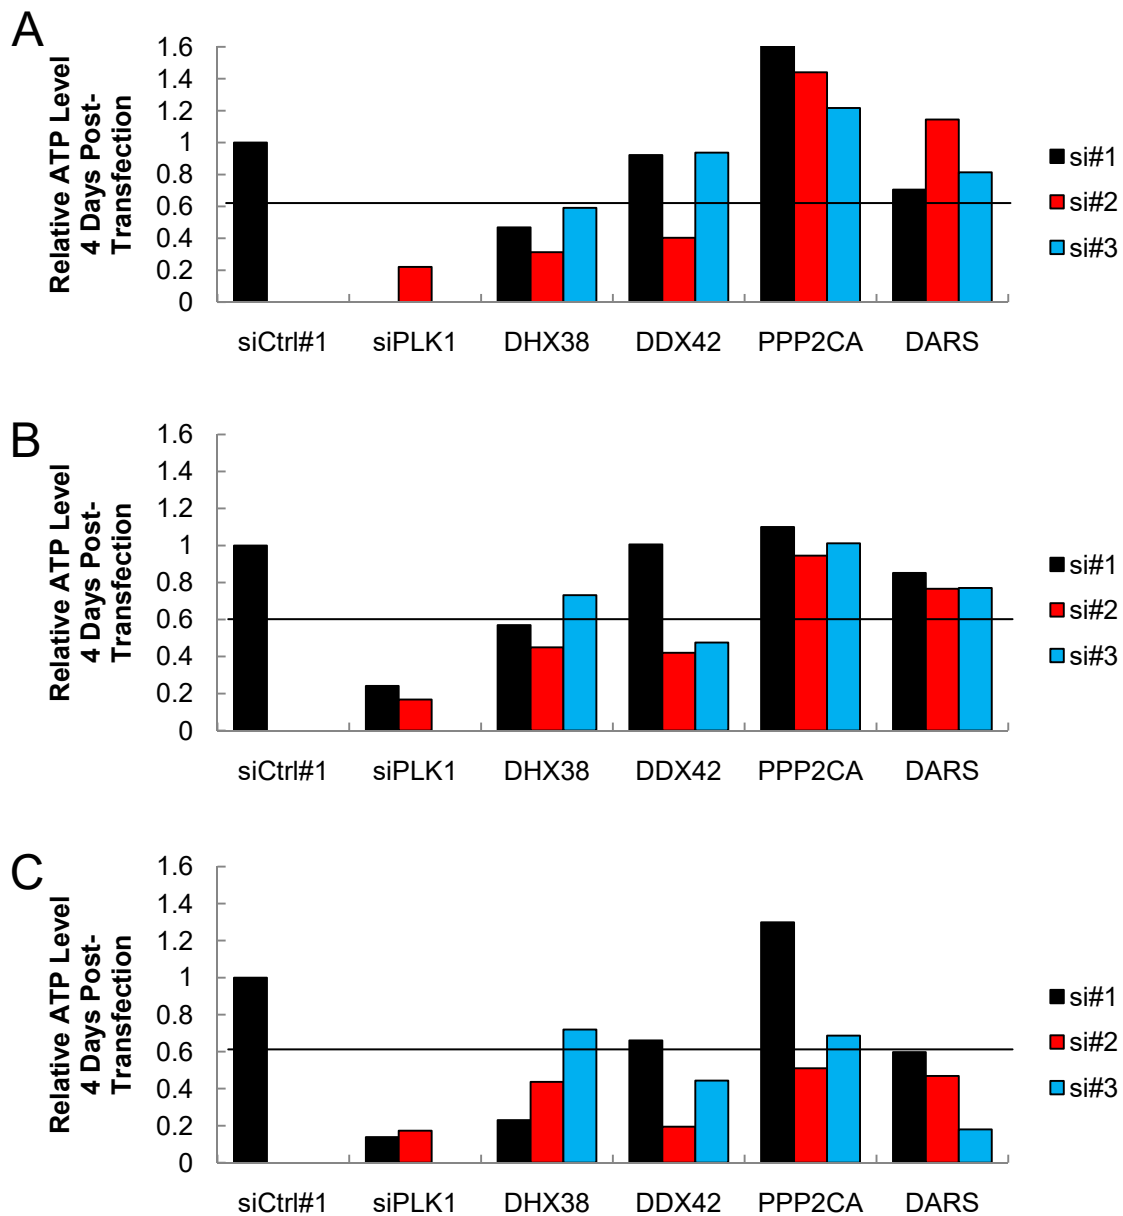 A
Relative ATP Level
4 Days Post-
Transfection
1.6
1.4
1.2
1
0.8
0.6
0.4
0.2
0
siCtrl#1 siPLK1 DHX38 DDX42 PPP2CA DARS
si#1
si#2
si#3
B
Relative ATP Level
4 Days Post-
Transfection
1.6
1.4
1.2
1
0.8
0.6
0.4
0.2
0
siCtrl#1 siPLK1 DHX38 DDX42 PPP2CA DARS
si#1
si#2
si#3
C
Relative ATP Level
4 Days Post-
Transfection
1.6
1.4
1.2
1
0.8
0.6
0.4
0.2
0
siCtrl#1 siPLK1 DHX38 DDX42 PPP2CA DARS
si#1
si#2
si#3